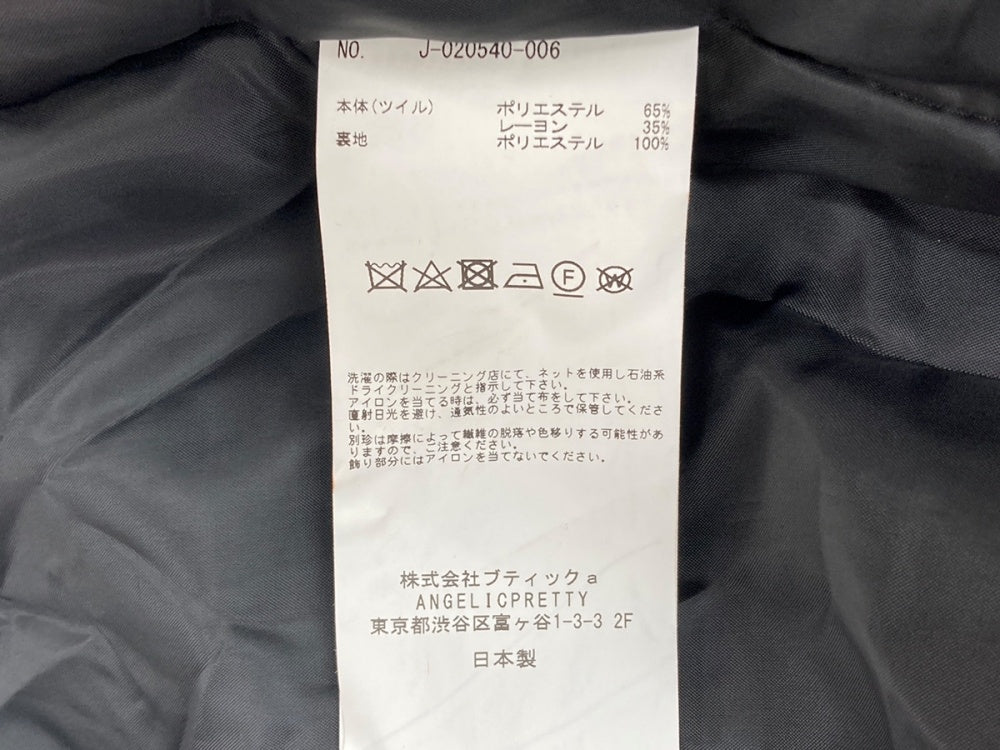 NO. J-020540-006
本体(ツイル) ポリエステル 65%
レーヨン 35%
裏地 ポリエステル 100%
F
W
洗濯の際はクリーニング店にて、ネットを使用し石油系
ドライクリーニングと指示して下さい。
アイロンを当てる時は、必ず当て布をして下さい。
直射日光を避け、通気性のよいところで保管してくださ
い。
別珍は摩擦によって繊維の脱落や色移りする可能性があ
りますので、ご注意ください。
飾り部分にはアイロンを当てないでください。
株式会社ブティックa
ANGELICPRETTY
東京都渋谷区富ヶ谷1-3-3 2F
日本製